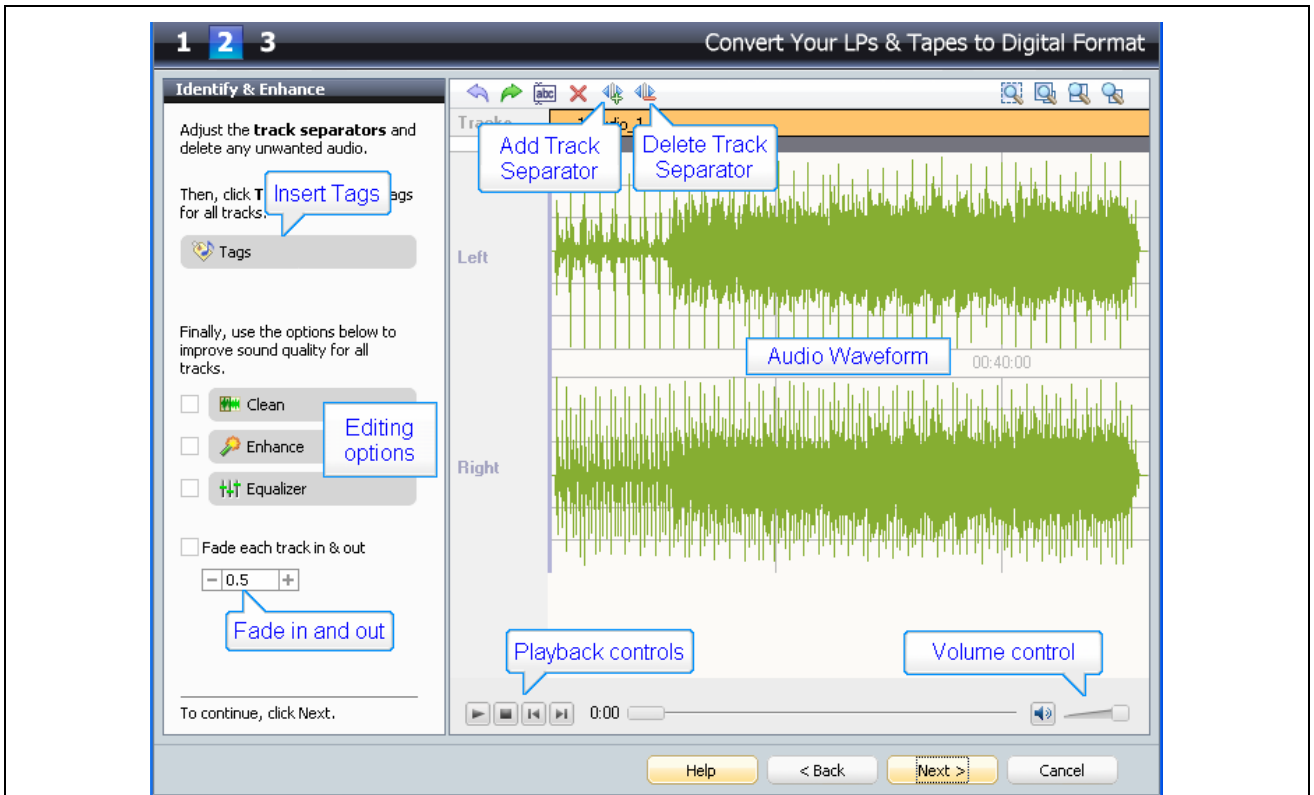 1 2 3
Convert Your LPs & Tapes to Digital Format
Identify & Enhance
Adjust the track separators and
delete any unwanted audio.
Then, click T
ags
for all tracks.
Insert Tags
Tags
Finally, use the options below to
improve sound quality for all
tracks.
Clean
Enhance
Equalizer
Editing
options
Fade each track in & out
0.5
Fade in and out
To continue, click Next.
abc
Tracks
Add Track
Separator
Delete Track
Separator
Left
Audio Waveform
00:40:00
Right
Playback controls
Volume control
0:00
Help
< Back
Next >
Cancel